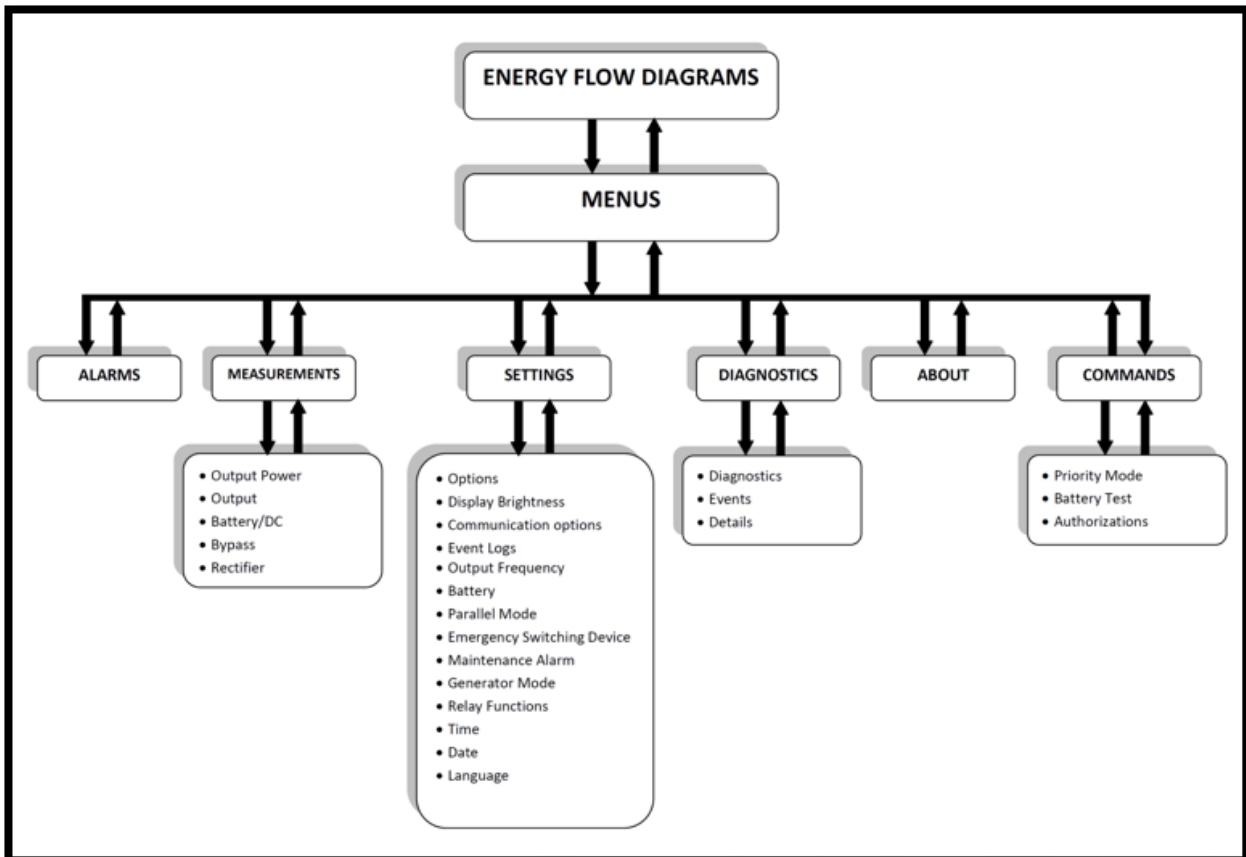 ENERGY FLOW DIAGRAMS
MENUS
ALARMS
MEASUREMENTS
SETTINGS
DIAGNOSTICS
ABOUT
COMMANDS
• Output Power
• Output
• Battery/DC
• Bypass
• Rectifier
• Options
• Display Brightness
• Communication options
• Event Logs
• Output Frequency
• Battery
• Parallel Mode
• Emergency Switching Device
• Maintenance Alarm
• Generator Mode
• Relay Functions
• Time
• Date
• Language
• Diagnostics
• Events
• Details
• Priority Mode
• Battery Test
• Authorizations